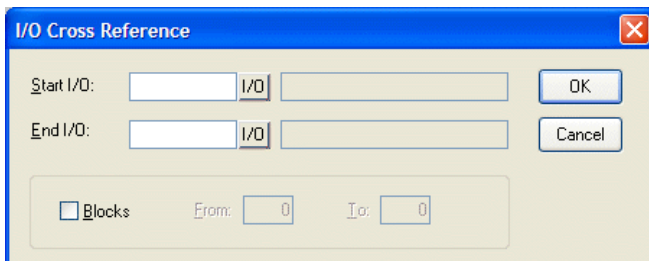 I/O Cross Reference
Start I/O: I/O OK
End I/O: I/O Cancel
Blocks From: 0 To: 0